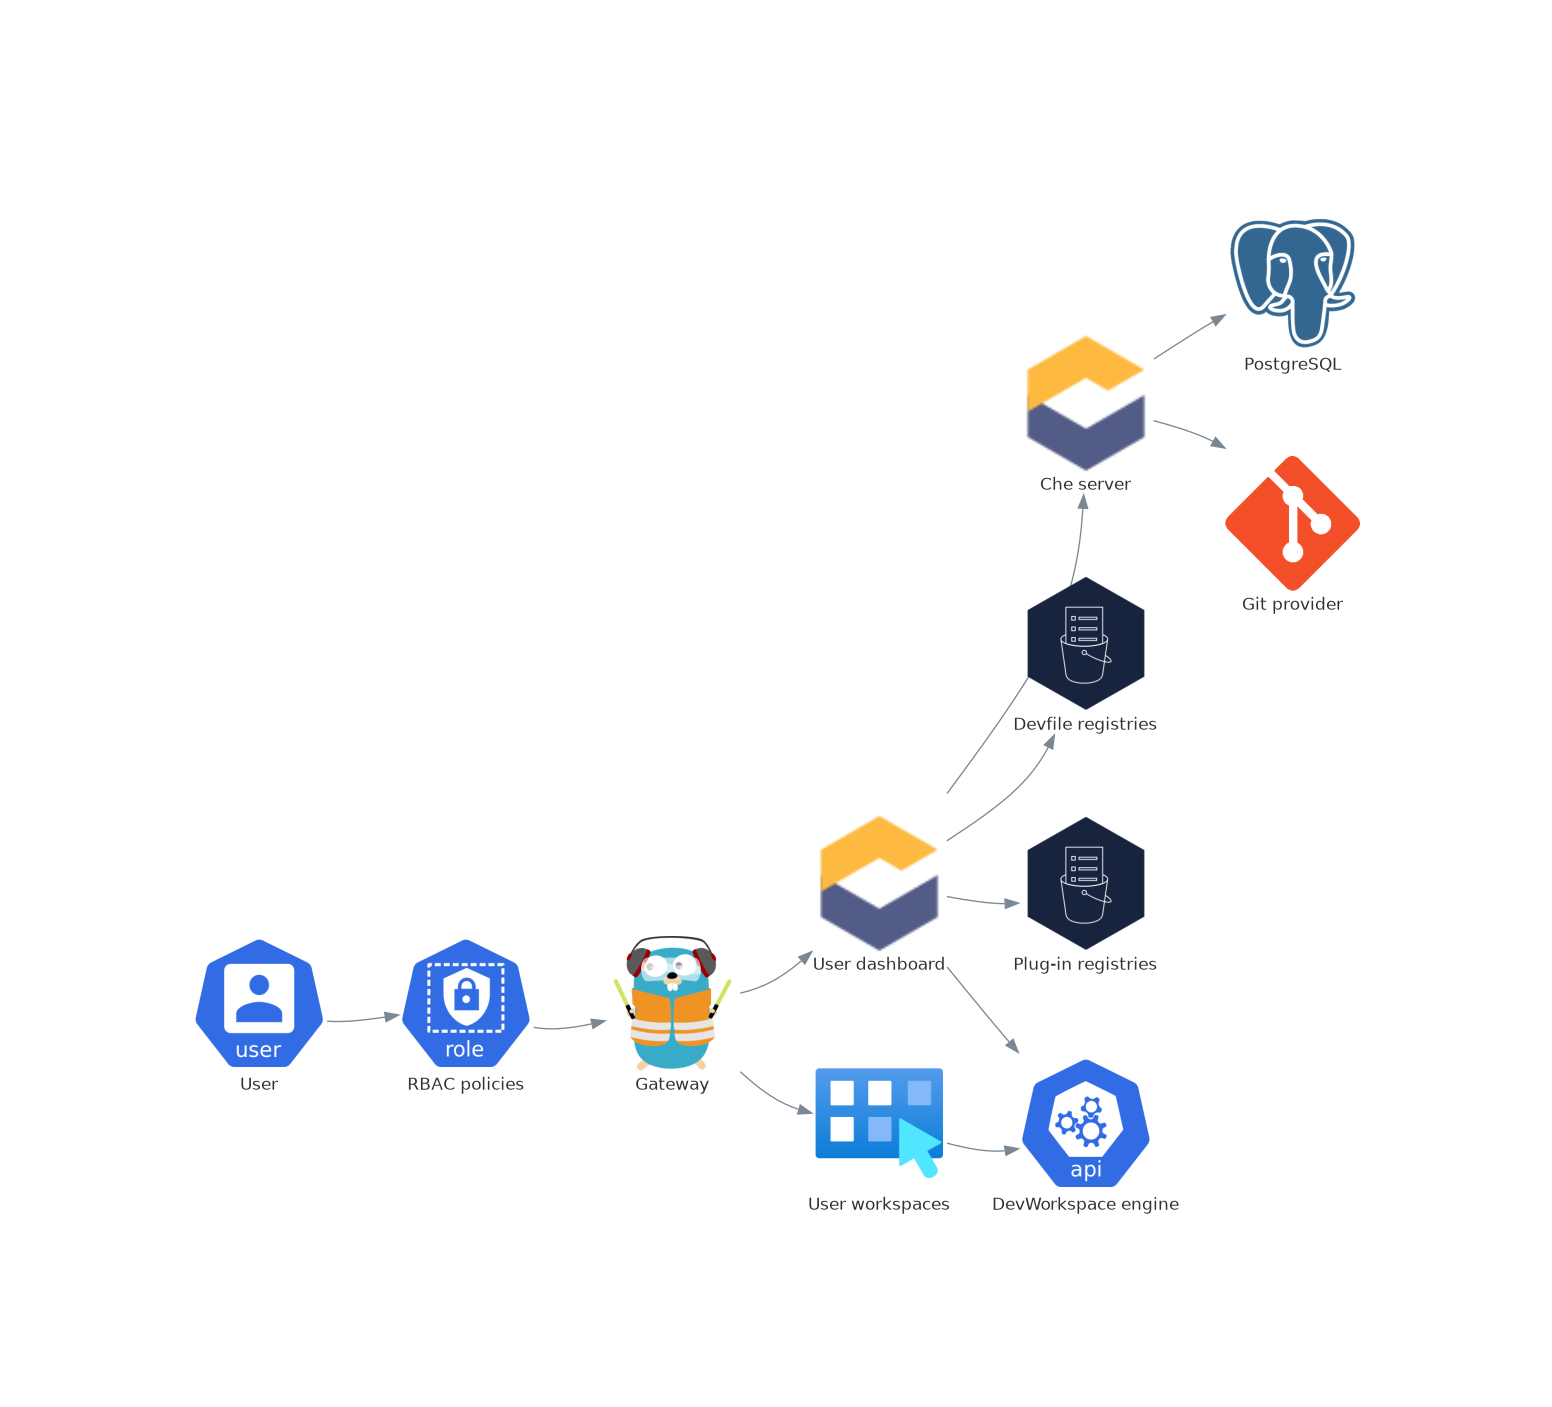 PostgreSQL
Che server
Git provider
Devfile registries
User dashboard
Plug-in registries
user
User
role
RBAC policies
Gateway
User workspaces
api
DevWorkspace engine